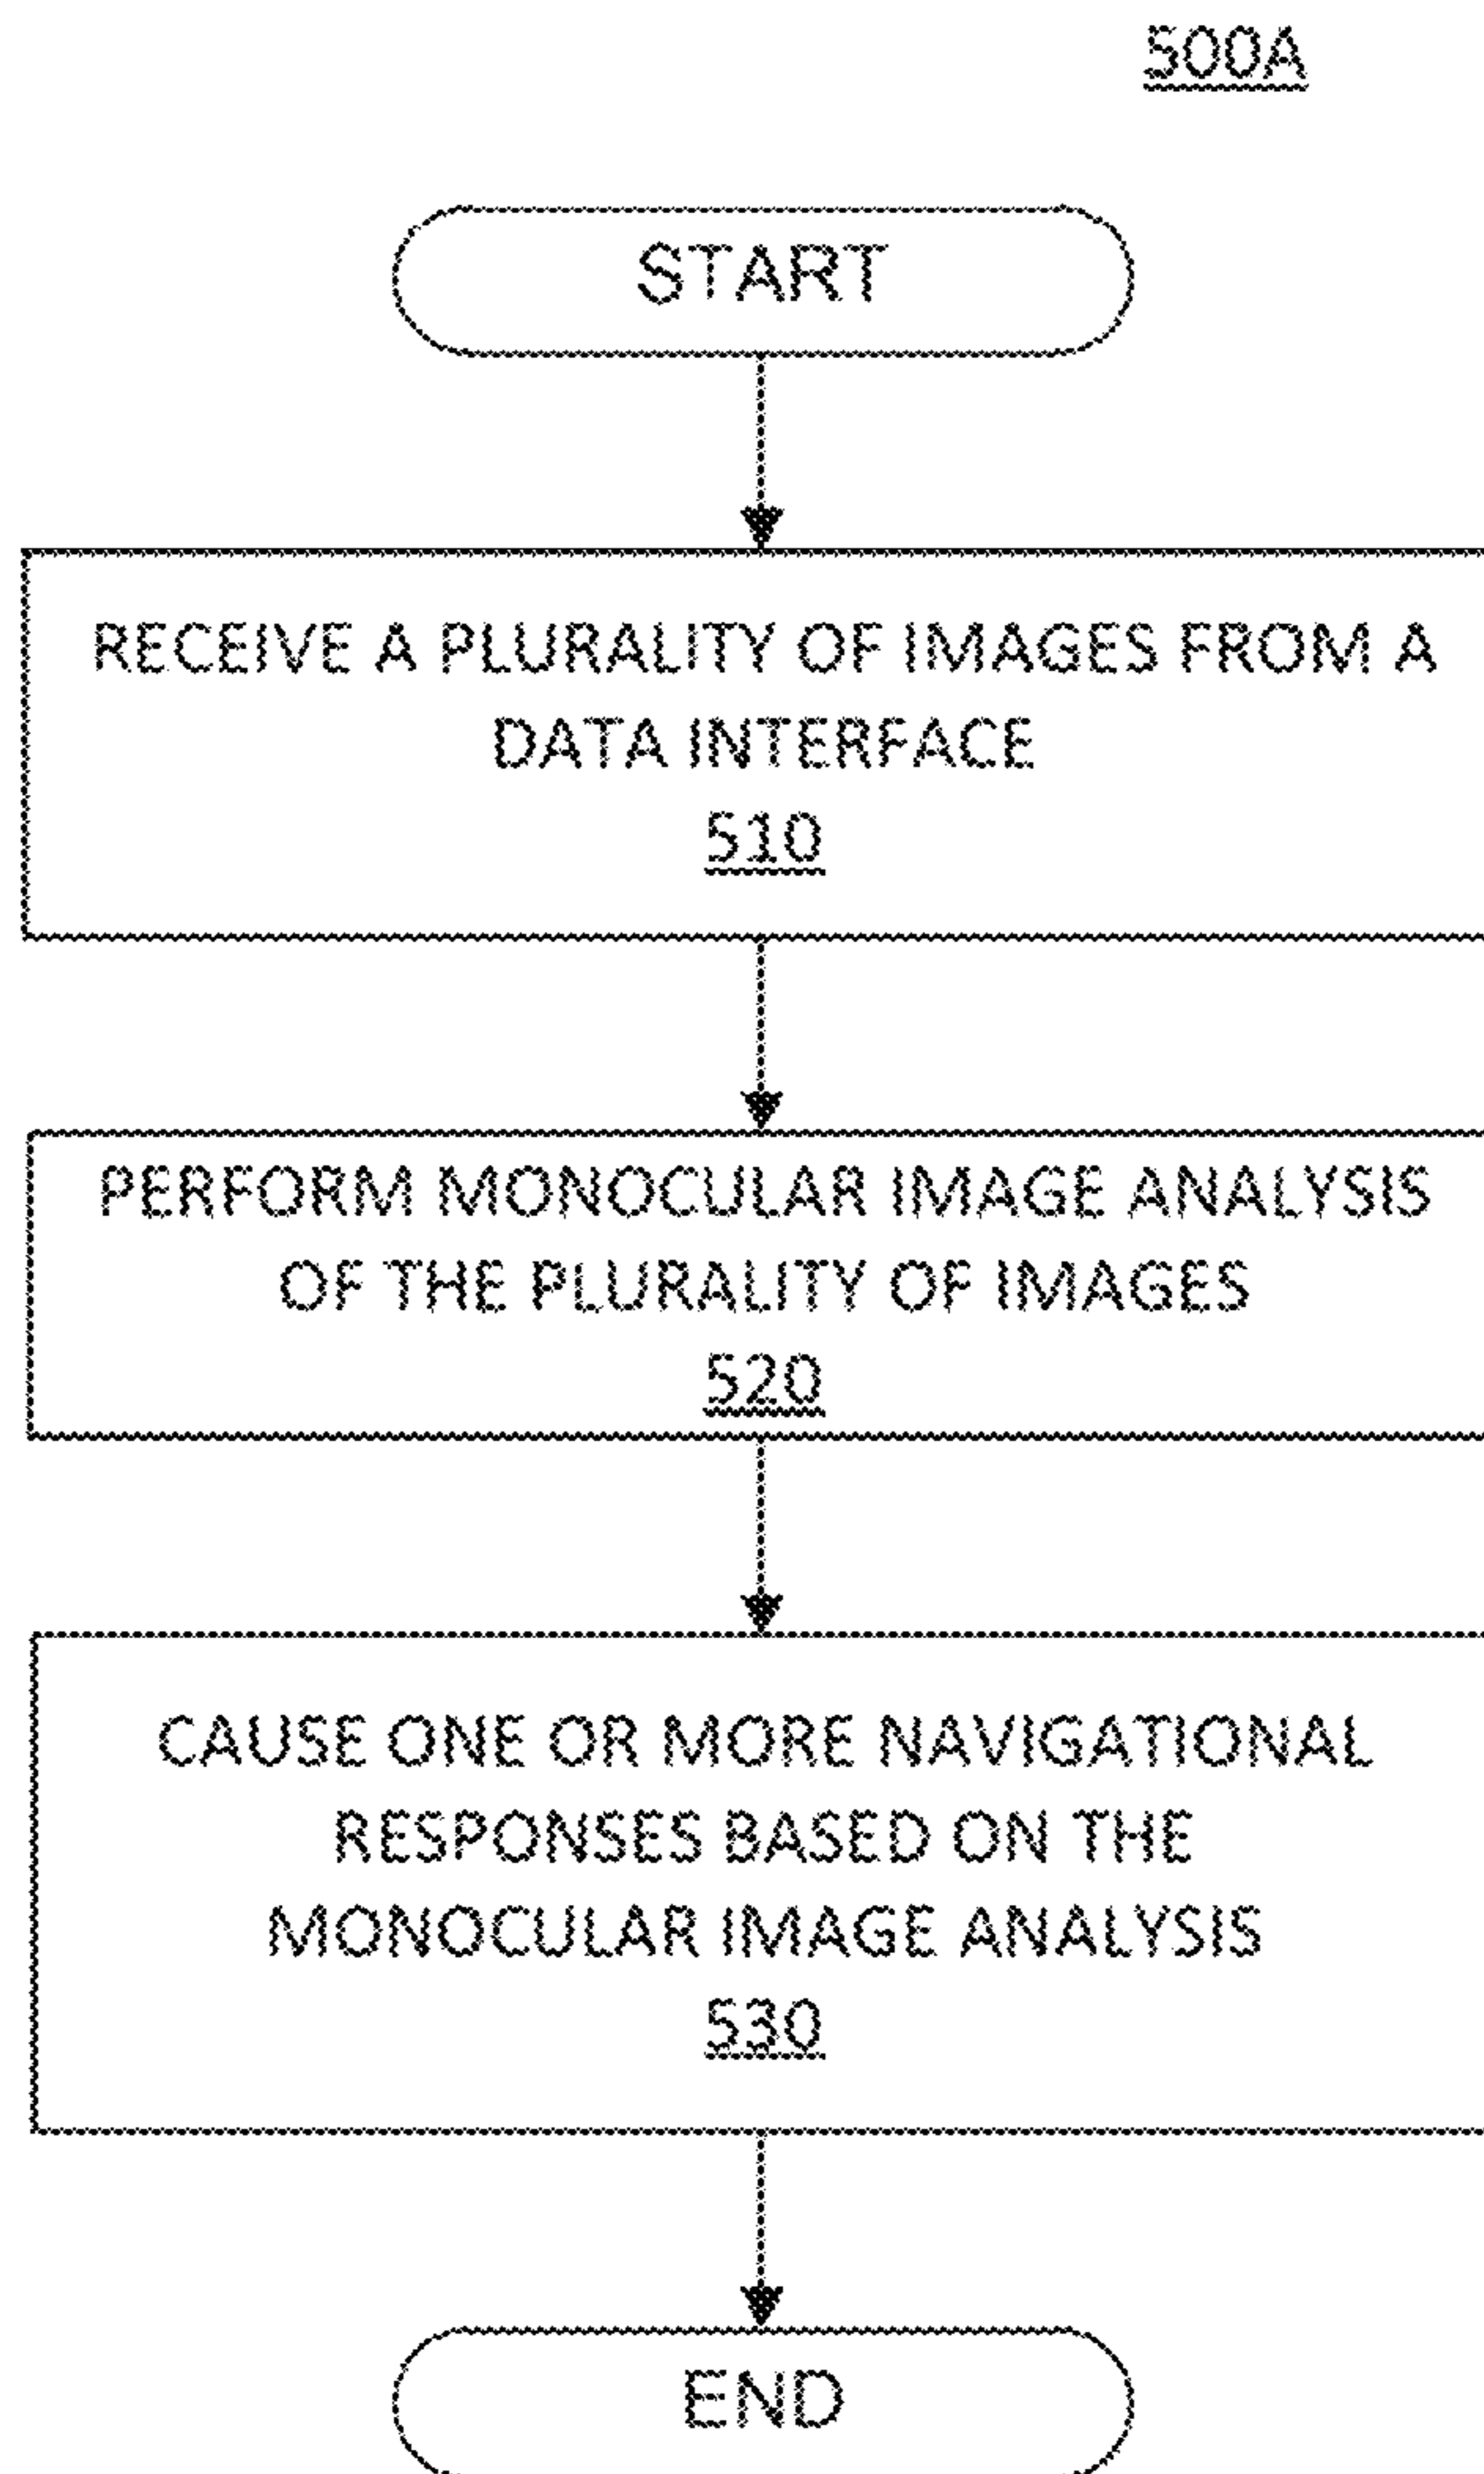 500A
START
RECEIVE A PLURALITY OF IMAGES FROM A
DATA INTERFACE
510
PERFORM MONOCULAR IMAGE ANALYSIS
OF THE PLURALITY OF IMAGES
520
CAUSE ONE OR MORE NAVIGATIONAL
RESPONSES BASED ON THE
MONOCULAR IMAGE ANALYSIS
530
END